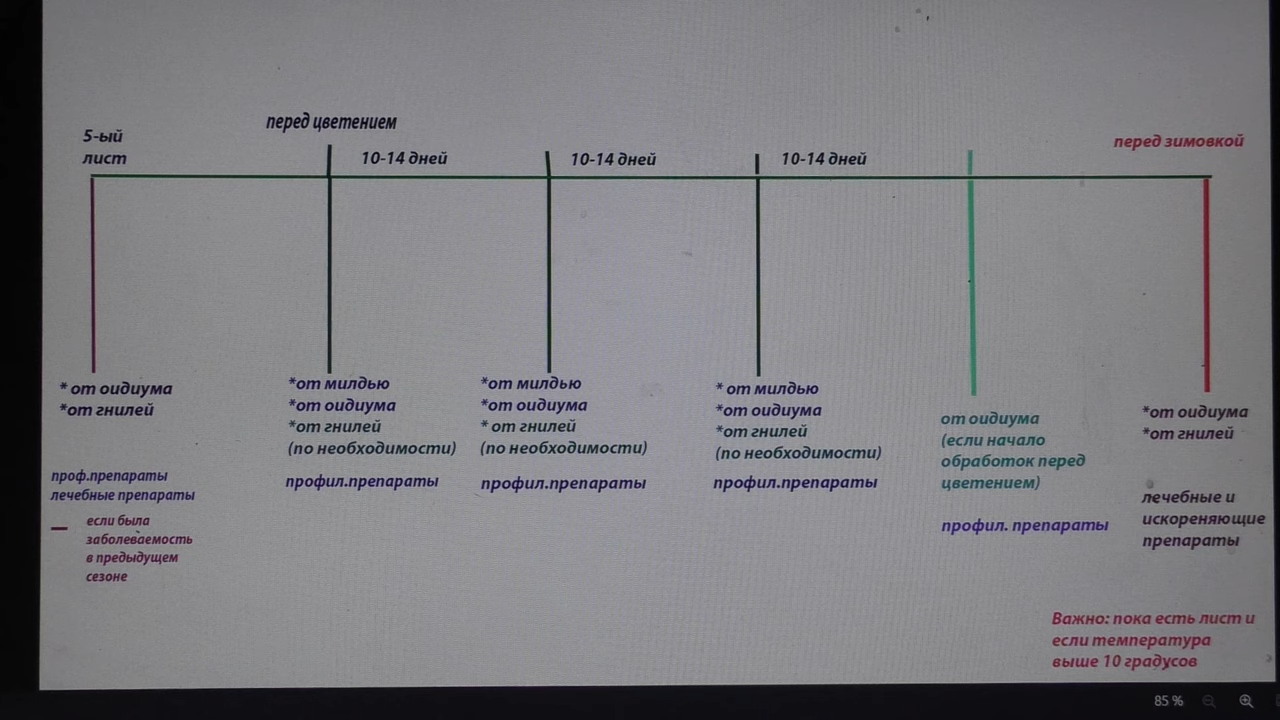 5-ый
лист
перед цветением
10-14 дней
10-14 дней
10-14 дней
перед зимовкой
* от оидиума
*от гнилей
проф.препараты
лечебные препараты
если была
заболеваемость
в предыдущем
сезоне
*от милдью
*от оидиума
*от гнилей
(по необходимости)
профил.препараты
*от милдью
*от оидиума
* от гнилей
(по необходимости)
профил.препараты
* от милдью
*от оидиума
*от гнилей
(по необходимости)
профил.препараты
от оидиума
(если начало
обработок перед
цветением)
профил. препараты
*от оидиума
*от гнилей
лечебные и
искореняющие
препараты
Важно: пока есть лист и
если температура
выше 10 градусов
85 %